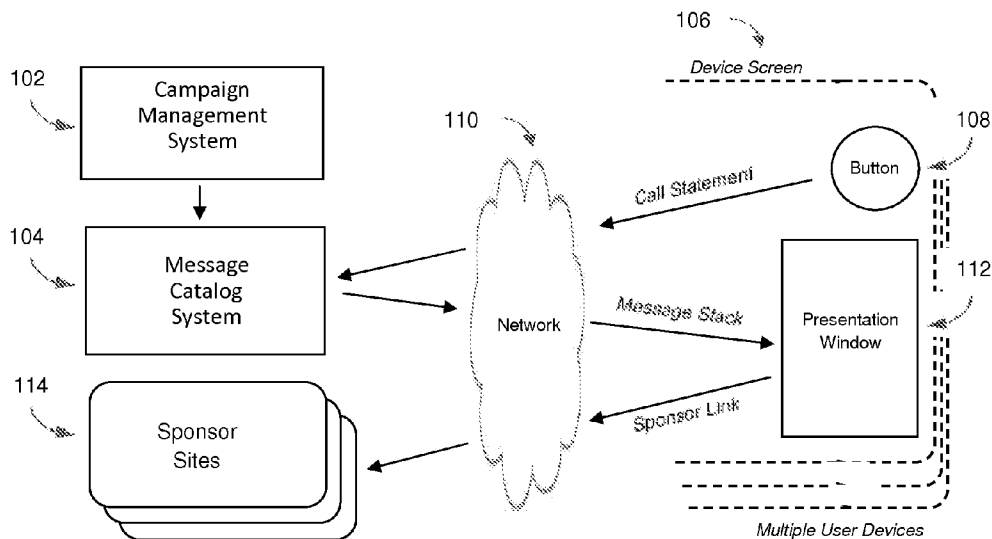 106
Device Screen
102
Campaign
Management
System
110
108
Button
Call Statement
104
Message
Catalog
System
112
Message Stack
Network
Presentation
Window
114
Sponsor Link
Sponsor
Sites
Multiple User Devices